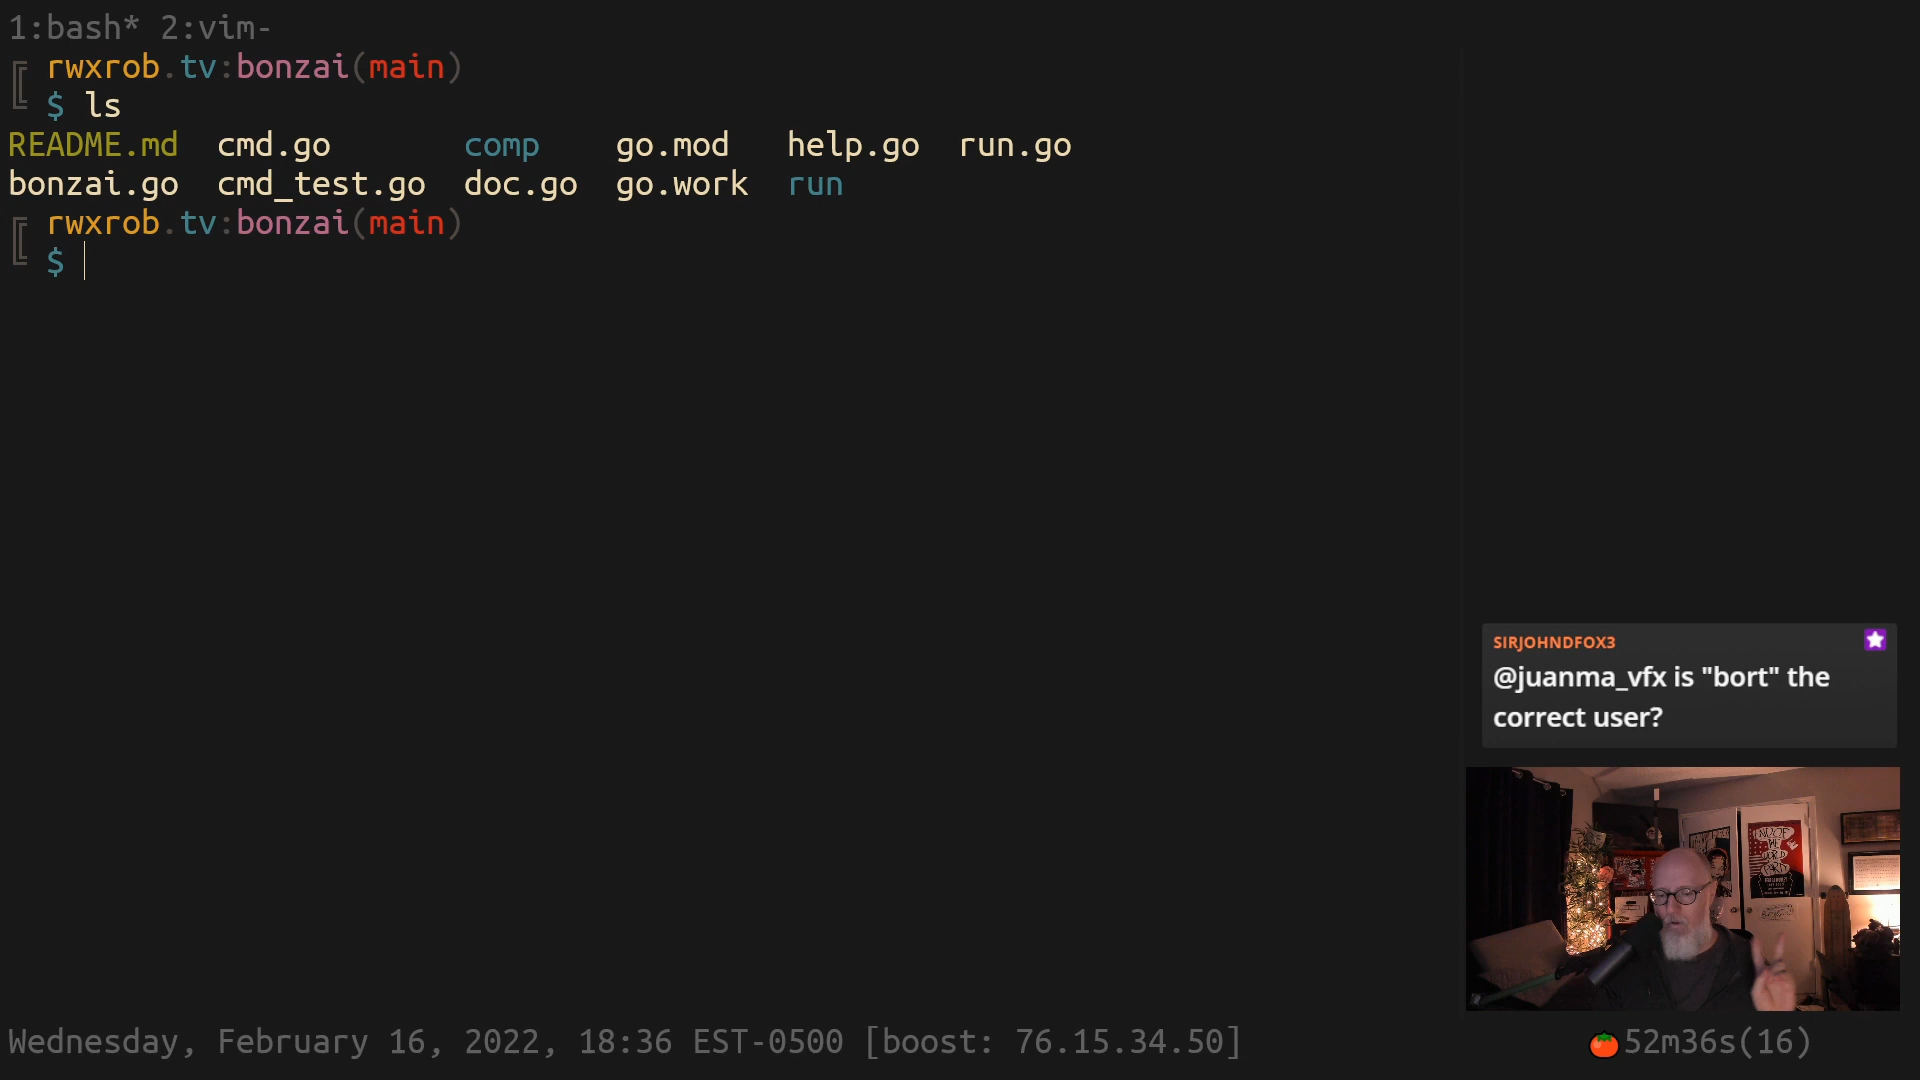 1:bash* 2:vim-
rwxrob.tv:bonzai(main)
$ ls
README.md cmd.go comp go.mod help.go run.go
bonzai.go cmd_test.go doc.go go.work run
rwxrob.tv:bonzai(main)
$
SIRJOHNDFOX3
@juanma_vfx is "bort" the
correct user?
Wednesday, February 16, 2022, 18:36 EST-0500 [boost: 76.15.34.50] 52m36s(16)